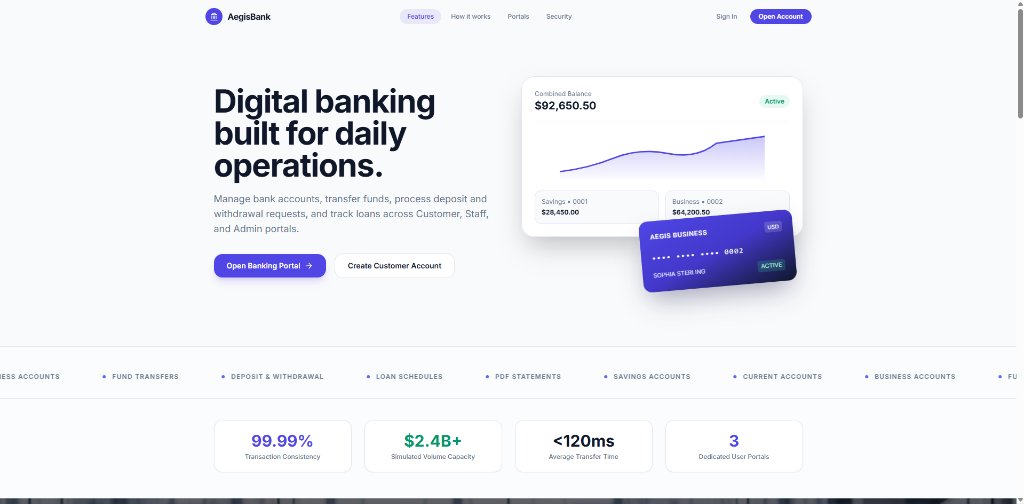 AegisBank
Features
How it works
Portals
Security
Sign In
Open Account
Digital banking
built for daily
operations.
Manage bank accounts, transfer funds, process deposit and
withdrawal requests, and track loans across Customer, Staff,
and Admin portals.
Open Banking Portal →
Create Customer Account
Combined Balance
$92,650.50
Active
Savings • 0001
$28,450.00
Business • 0002
$64,200.50
AEGIS BUSINESS
USD
•••• •••• •••• 0002
SOPHIA STERLING
ACTIVE
ESS ACCOUNTS
• FUND TRANSFERS
• DEPOSIT & WITHDRAWAL
• LOAN SCHEDULES
• PDF STATEMENTS
• SAVINGS ACCOUNTS
• CURRENT ACCOUNTS
• BUSINESS ACCOUNTS
• FU
99.99%
Transaction Consistency
$2.4B+
Simulated Volume Capacity
<120ms
Average Transfer Time
3
Dedicated User Portals